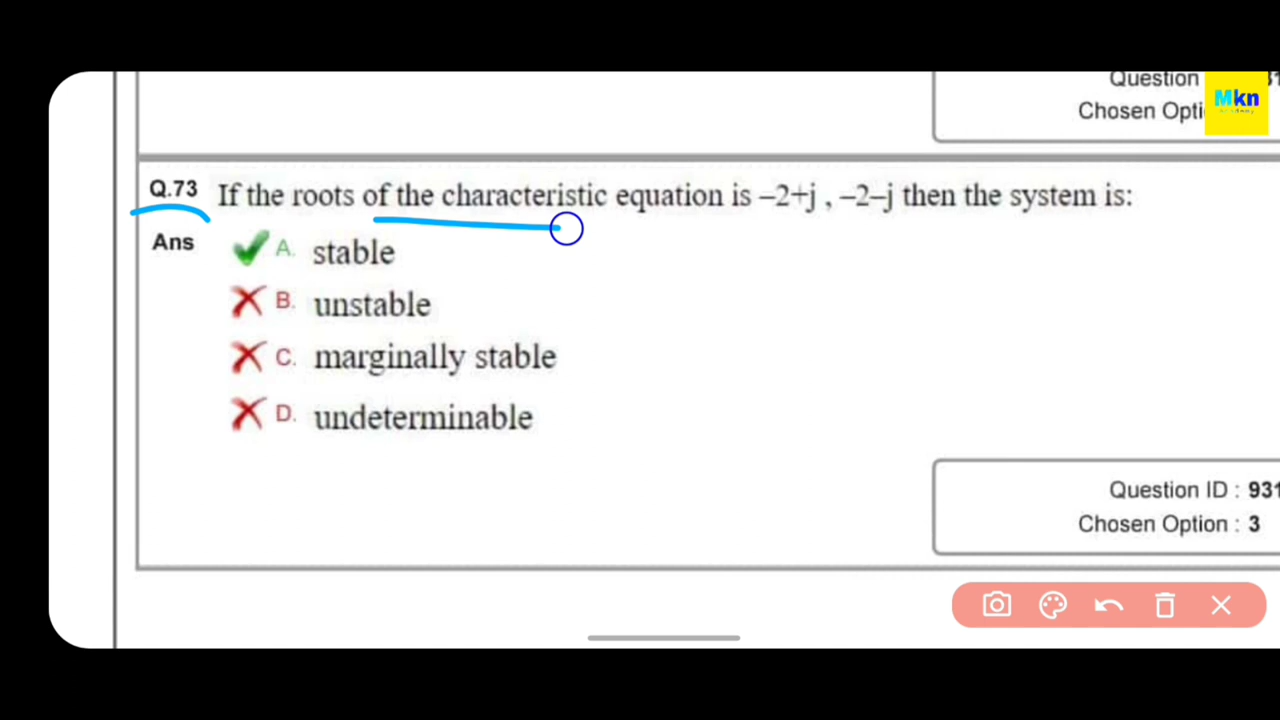 Question
Mkn
Chosen Opti
Q.73 If the roots of the characteristic equation is –2+j , –2–j then the system is:
Ans
A. stable
B. unstable
C. marginally stable
D. undeterminable
Question ID : 931
Chosen Option : 3